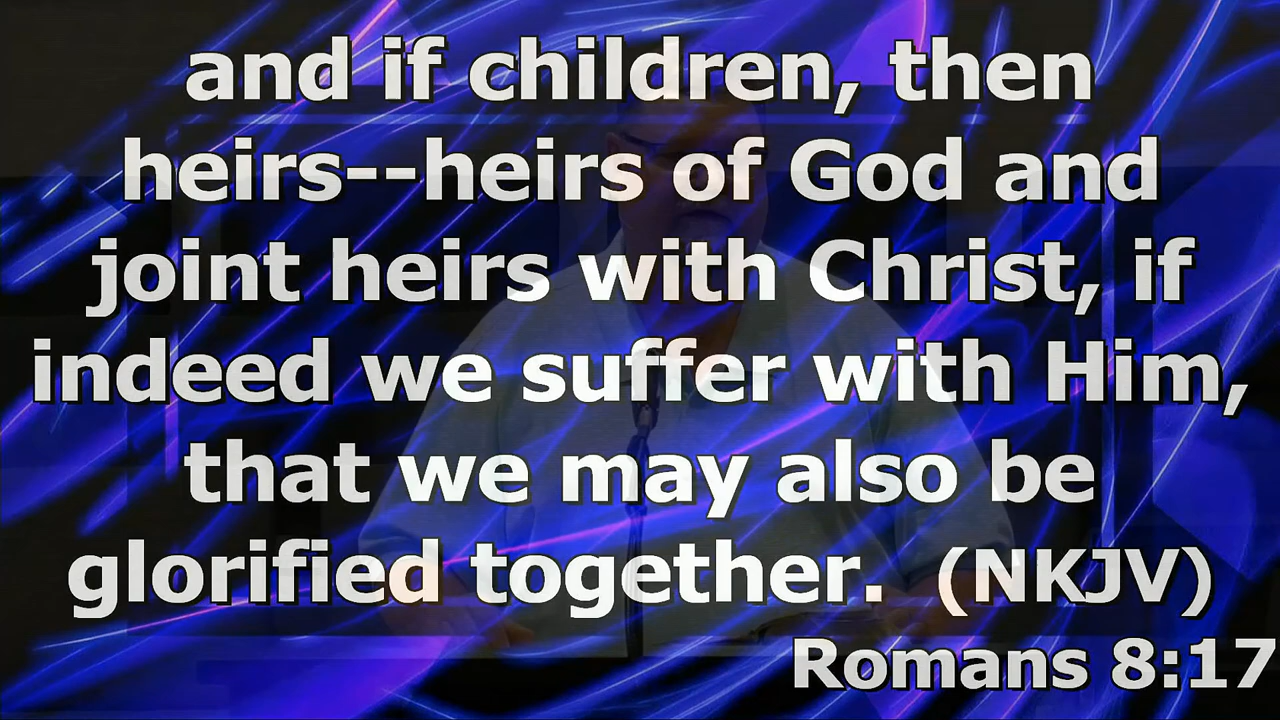 and if children, then
heirs--heirs of God and
joint heirs with Christ, if
indeed we suffer with Him,
that we may also be
glorified together. (NKJV)
Romans 8:17